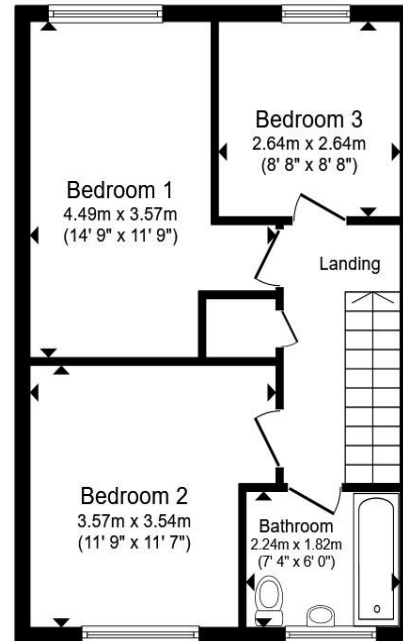 Bedroom 3
2.64m x 2.64m
(8' 8" x 8' 8")
Bedroom 1
4.49m x 3.57m
(14' 9" x 11' 9")
Landing
Bedroom 2
3.57m x 3.54m
(11' 9" x 11' 7")
Bathroom
2.24m x 1.82m
(7' 4" x 6' 0")